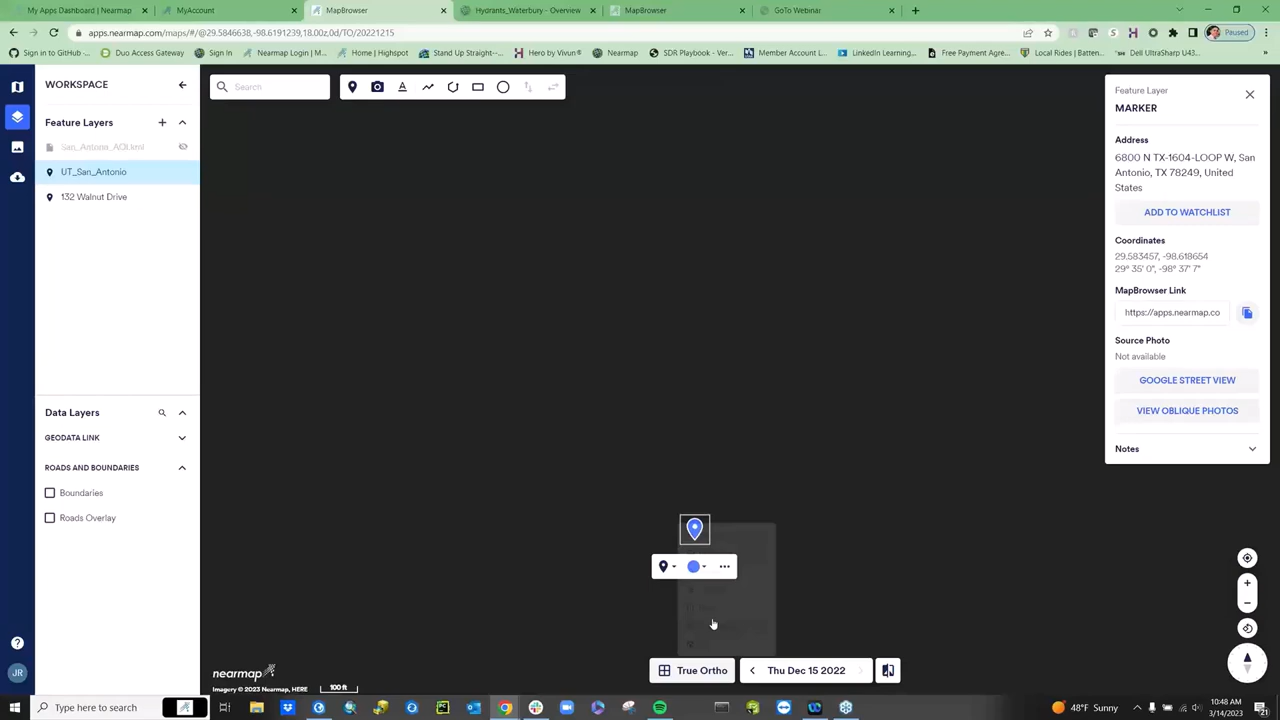 My Apps Dashboard | Nearmap
MyAccount
MapBrowser
Hydrants_Waterbury - Overview
MapBrowser
GoTo Webinar
apps.nearmap.com/maps/#/@29.5846638,-98.6189731,18.00z,0d/TO/20221215
Paused
Sign in to GitHub ·
Duo Access Gateway
Sign In
Nearmap Login | M...
Home | Highspot
Stand Up Straight--...
Hero by Vivun®
Nearmap
SDR Playbook - Ver...
Member Account L...
LinkedIn Learning,...
Free Payment Agre...
Local Rides | Batten...
Dell UltraSharp U43...
»
WORKSPACE
Feature Layers
San_Antonio_AOI.kml
UT_San_Antonio
132 Walnut Drive
Data Layers
GEODATA LINK
ROADS AND BOUNDARIES
Boundaries
Roads Overlay
JR
Search
Feature Layer
MARKER
Address
6800 N TX-1604-LOOP W, San
Antonio, TX 78249, United
States
ADD TO WATCHLIST
Coordinates
29.583457, -98.618654
29° 35' 0", -98° 37' 7"
MapBrowser Link
https://apps.nearmap.co
Source Photo
Not available
GOOGLE STREET VIEW
VIEW OBLIQUE PHOTOS
Notes
True Ortho
Thu Dec 15 2022
nearmap
Imagery © 2023 Nearmap, HERE
100 ft
Type here to search
48°F Sunny
10:48 AM
3/14/2023